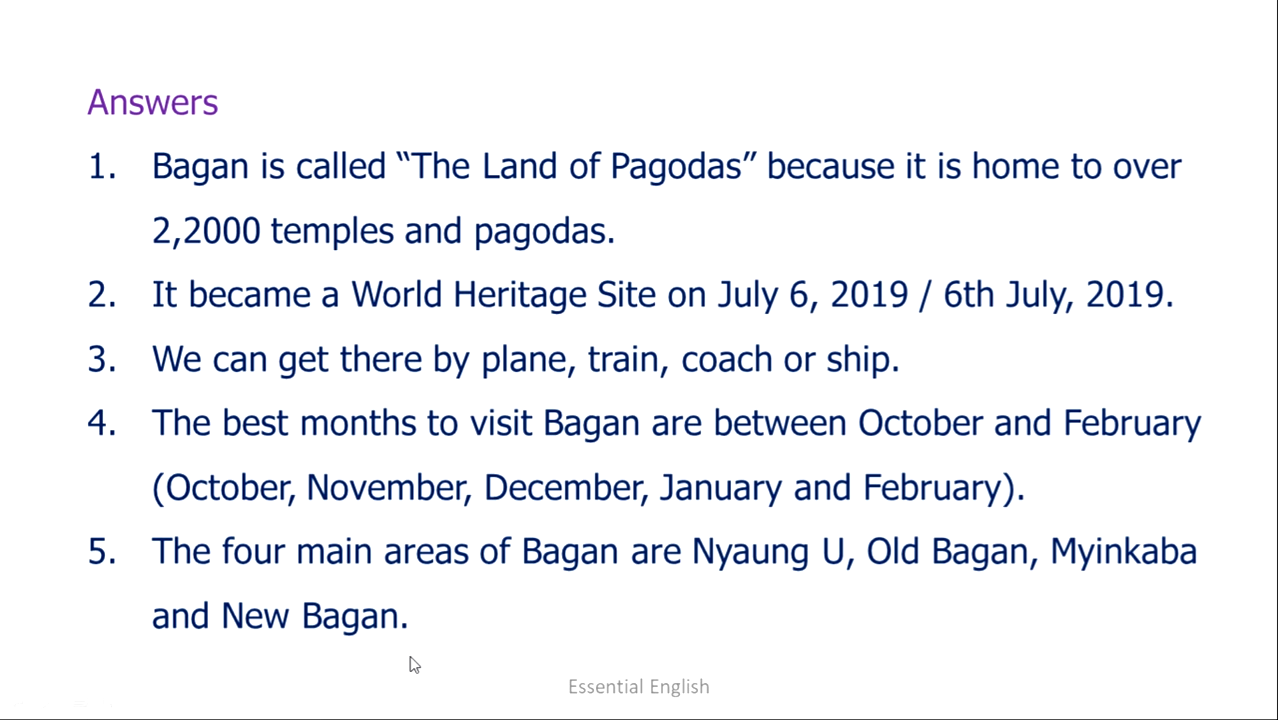 Answers
1. Bagan is called “The Land of Pagodas” because it is home to over
2,2000 temples and pagodas.
2. It became a World Heritage Site on July 6, 2019 / 6th July, 2019.
3. We can get there by plane, train, coach or ship.
4. The best months to visit Bagan are between October and February
(October, November, December, January and February).
5. The four main areas of Bagan are Nyaung U, Old Bagan, Myinkaba
and New Bagan.
Essential English